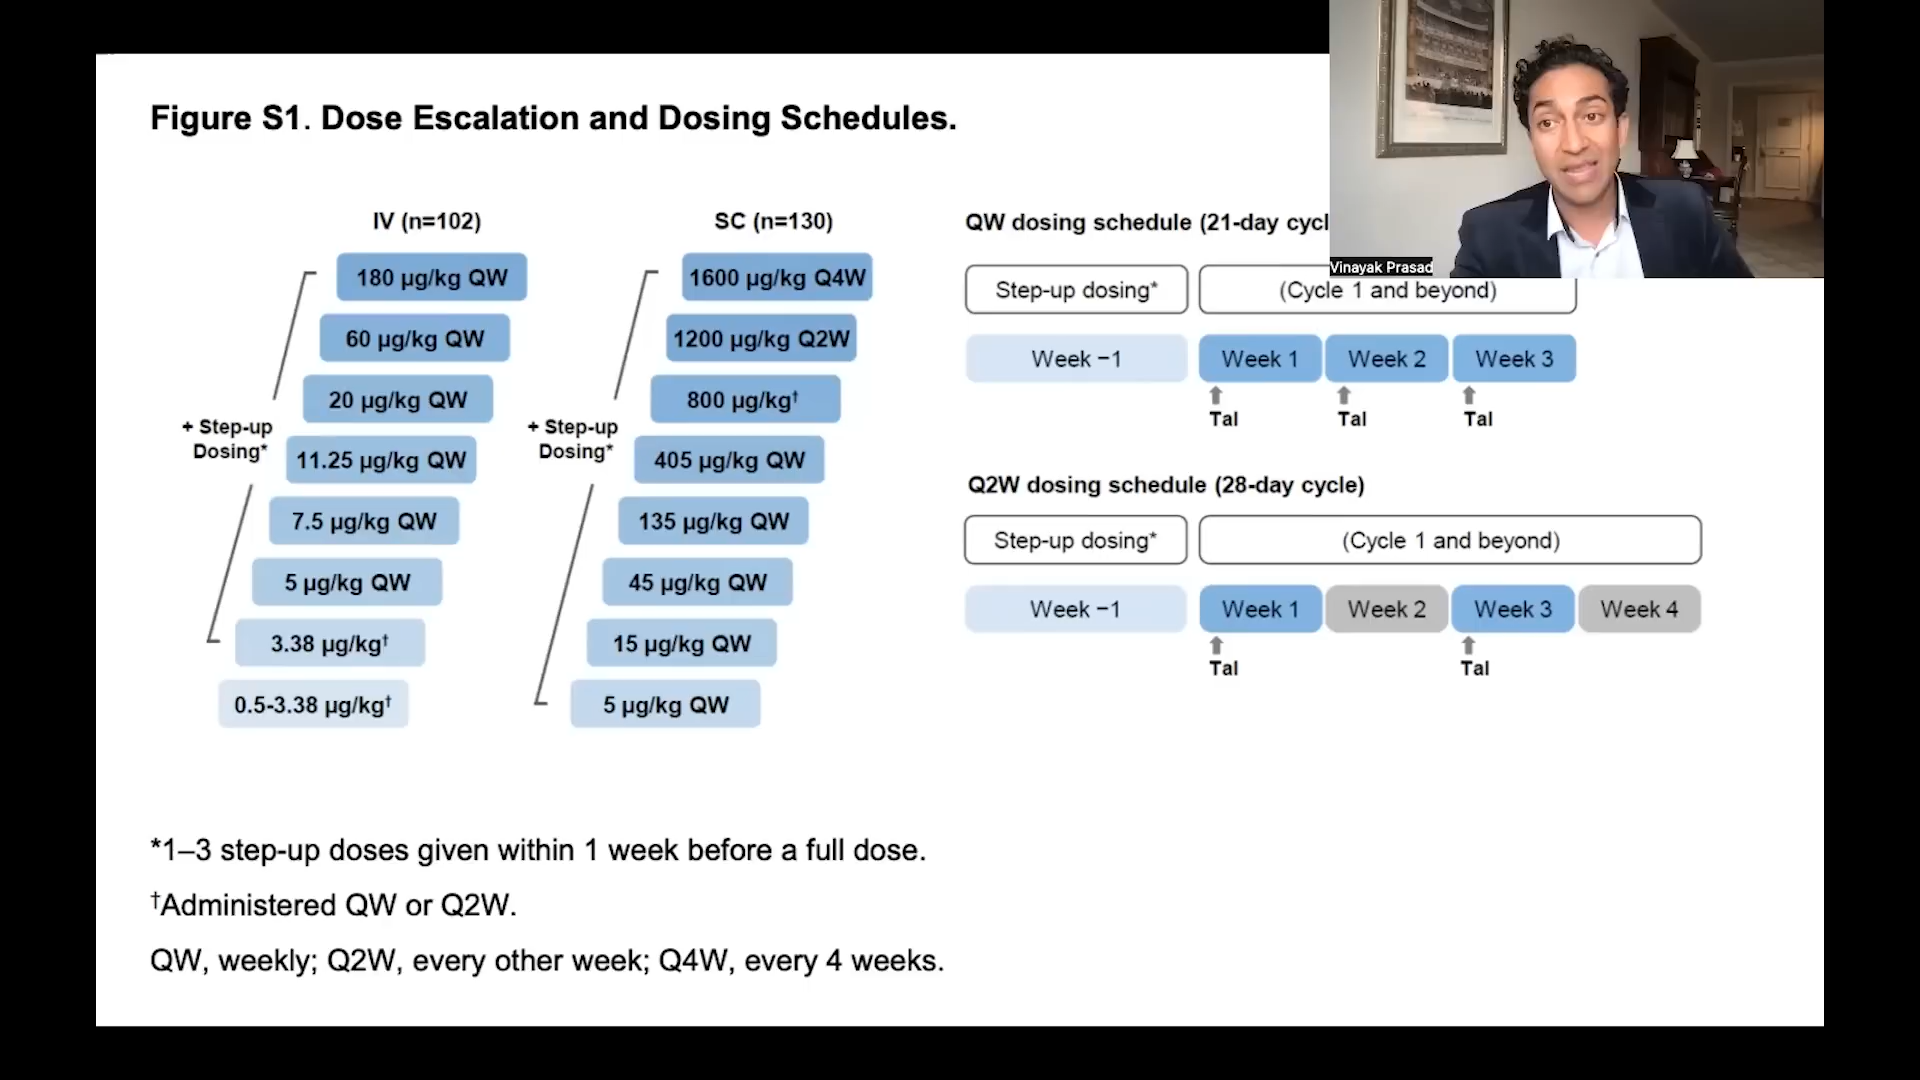 Figure S1. Dose Escalation and Dosing Schedules.
IV (n=102)
180 µg/kg QW
60 µg/kg QW
20 µg/kg QW
+ Step-up
Dosing*
11.25 µg/kg QW
7.5 µg/kg QW
5 µg/kg QW
3.38 µg/kg†
0.5-3.38 µg/kg†
SC (n=130)
1600 µg/kg Q4W
1200 µg/kg Q2W
800 µg/kg†
+ Step-up
Dosing*
405 µg/kg QW
135 µg/kg QW
45 µg/kg QW
15 µg/kg QW
5 µg/kg QW
QW dosing schedule (21-day cycl
Vinayak Prasad
Step-up dosing*
(Cycle 1 and beyond)
Week −1
Week 1
Week 2
Week 3
Tal
Tal
Tal
Q2W dosing schedule (28-day cycle)
Step-up dosing*
(Cycle 1 and beyond)
Week −1
Week 1
Week 2
Week 3
Week 4
Tal
Tal
*1–3 step-up doses given within 1 week before a full dose.
†Administered QW or Q2W.
QW, weekly; Q2W, every other week; Q4W, every 4 weeks.